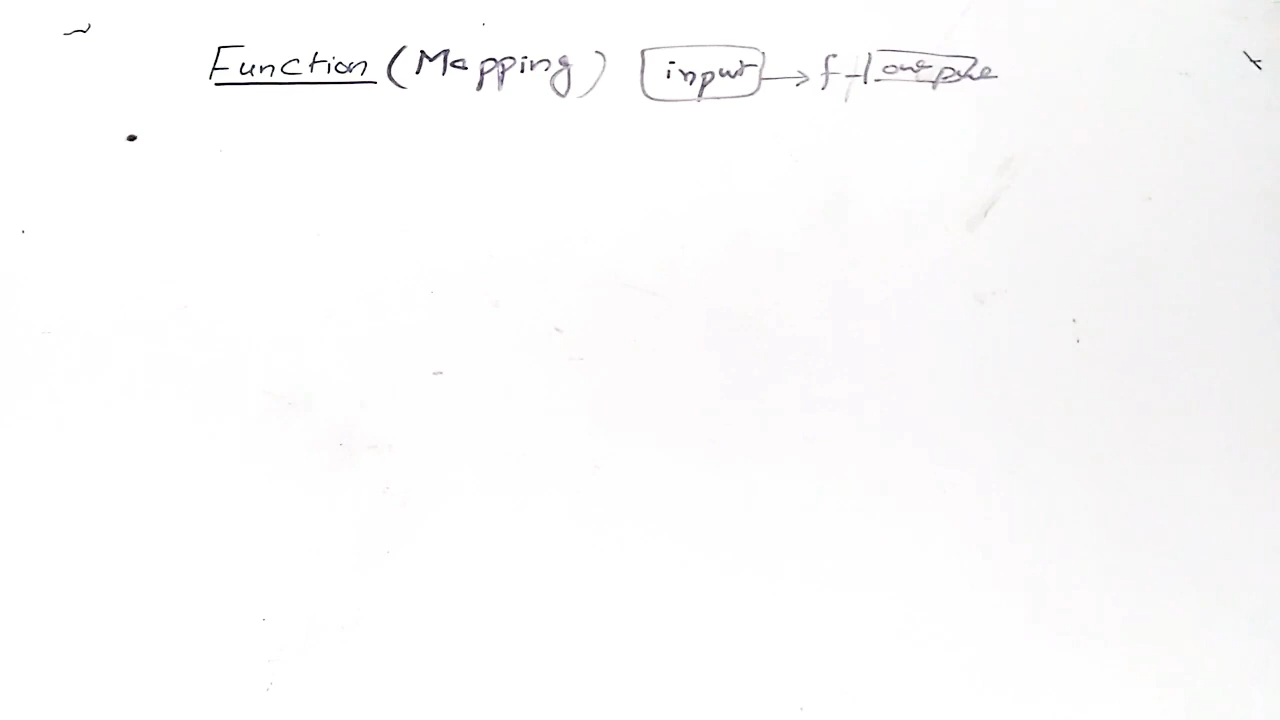 Function (Mapping) input → f